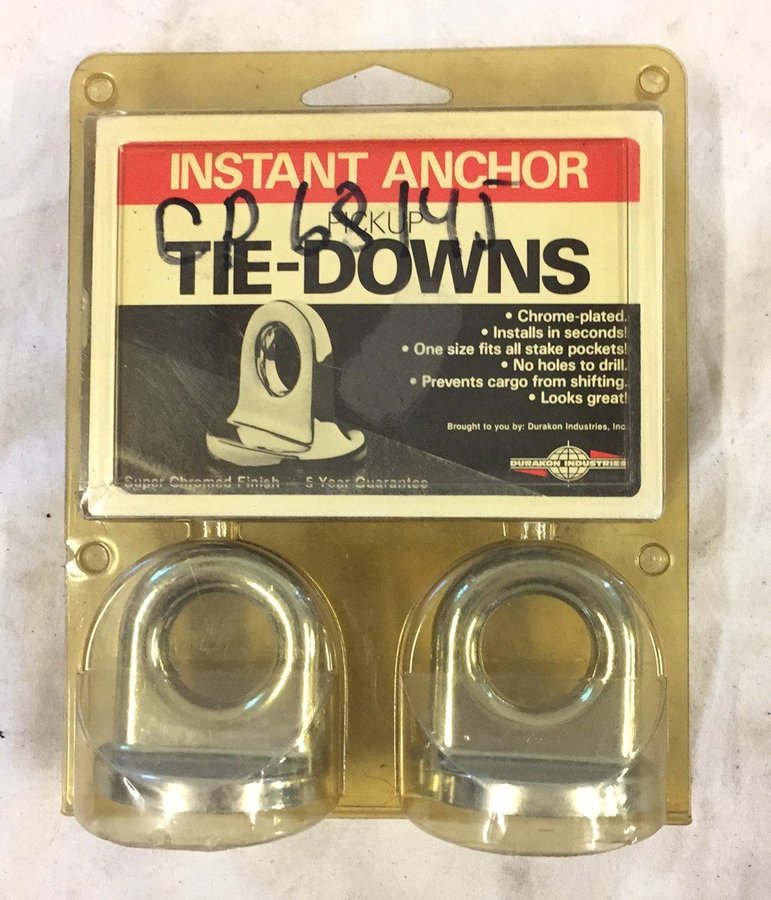 INSTANT ANCHOR
CP 68145
PICKUP
TIE-DOWNS
• Chrome-plated.
• Installs in seconds!
• One size fits all stake pockets!
• No holes to drill.
• Prevents cargo from shifting.
• Looks great!
Brought to you by: Durakon Industries, Inc.
DURAKON INDUSTRIES
Super Chromed Finish — 5 Year Guarantee